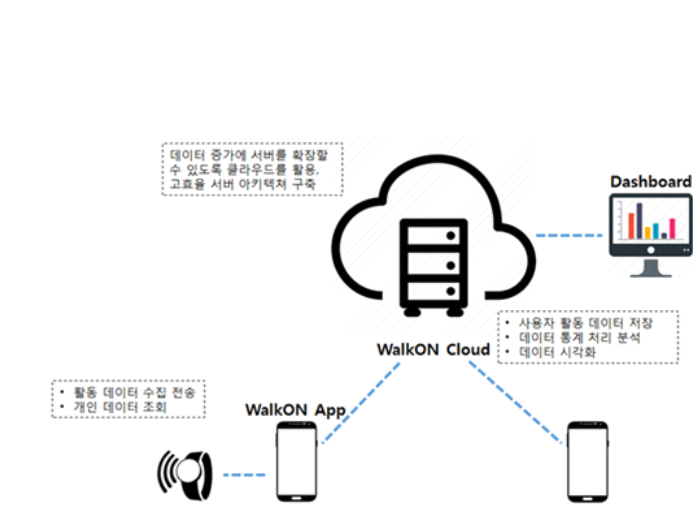 데이터 증가에 서버를 확장할
수 있도록 클라우드를 활용.
고효율 서버 아키텍쳐 구축
Dashboard
• 사용자 활동 데이터 저장
• 데이터 통계 처리 분석
• 데이터 시각화
WalkON Cloud
• 활동 데이터 수집 전송
• 개인 데이터 조회
WalkON App